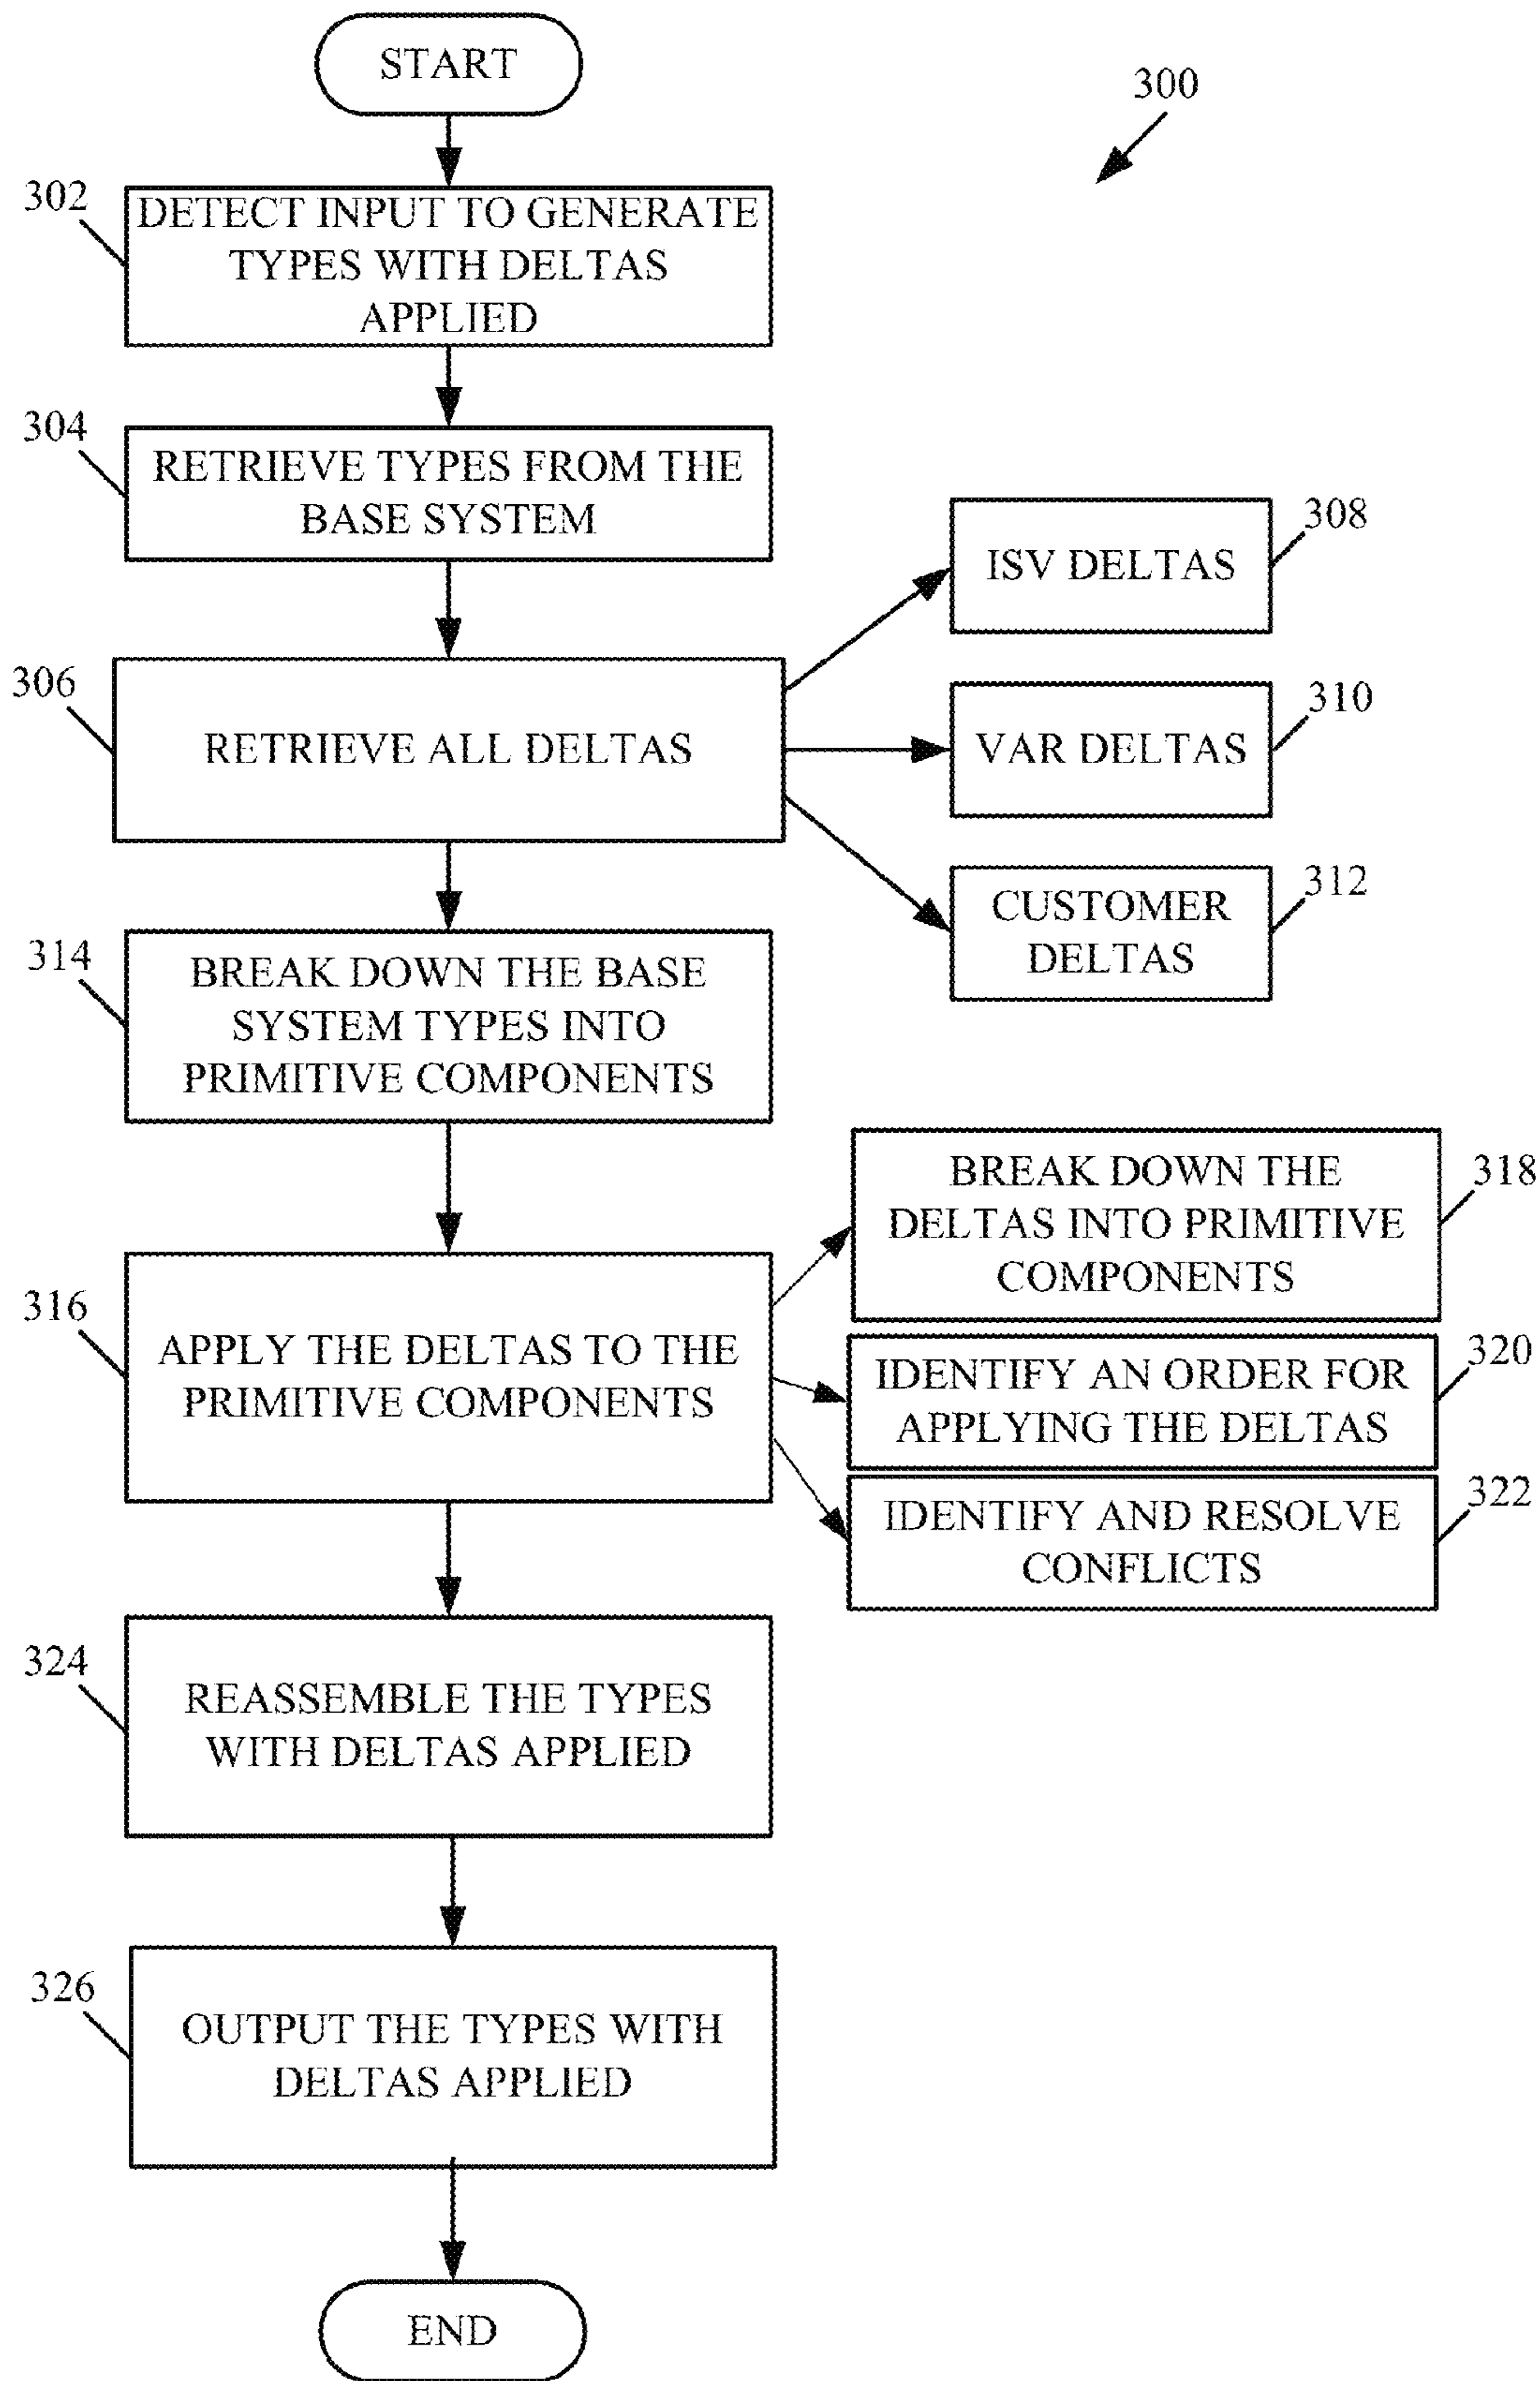 START
300
302
DETECT INPUT TO GENERATE
TYPES WITH DELTAS
APPLIED
304
RETRIEVE TYPES FROM THE
BASE SYSTEM
308
ISV DELTAS
306
RETRIEVE ALL DELTAS
310
VAR DELTAS
312
CUSTOMER
DELTAS
314
BREAK DOWN THE BASE
SYSTEM TYPES INTO
PRIMITIVE COMPONENTS
318
BREAK DOWN THE
DELTAS INTO PRIMITIVE
COMPONENTS
316
APPLY THE DELTAS TO THE
PRIMITIVE COMPONENTS
320
IDENTIFY AN ORDER FOR
APPLYING THE DELTAS
322
IDENTIFY AND RESOLVE
CONFLICTS
324
REASSEMBLE THE TYPES
WITH DELTAS APPLIED
326
OUTPUT THE TYPES WITH
DELTAS APPLIED
END